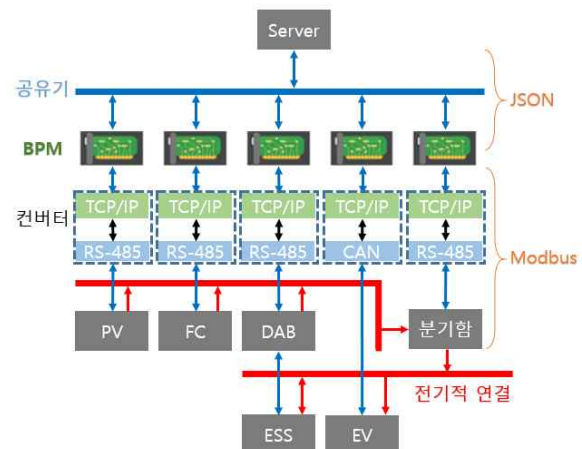 Server
공유기
JSON
BPM
컨버터
TCP/IP TCP/IP TCP/IP TCP/IP TCP/IP
RS-485 RS-485 RS-485 CAN RS-485
Modbus
PV FC DAB 분기함
전기적 연결
ESS EV